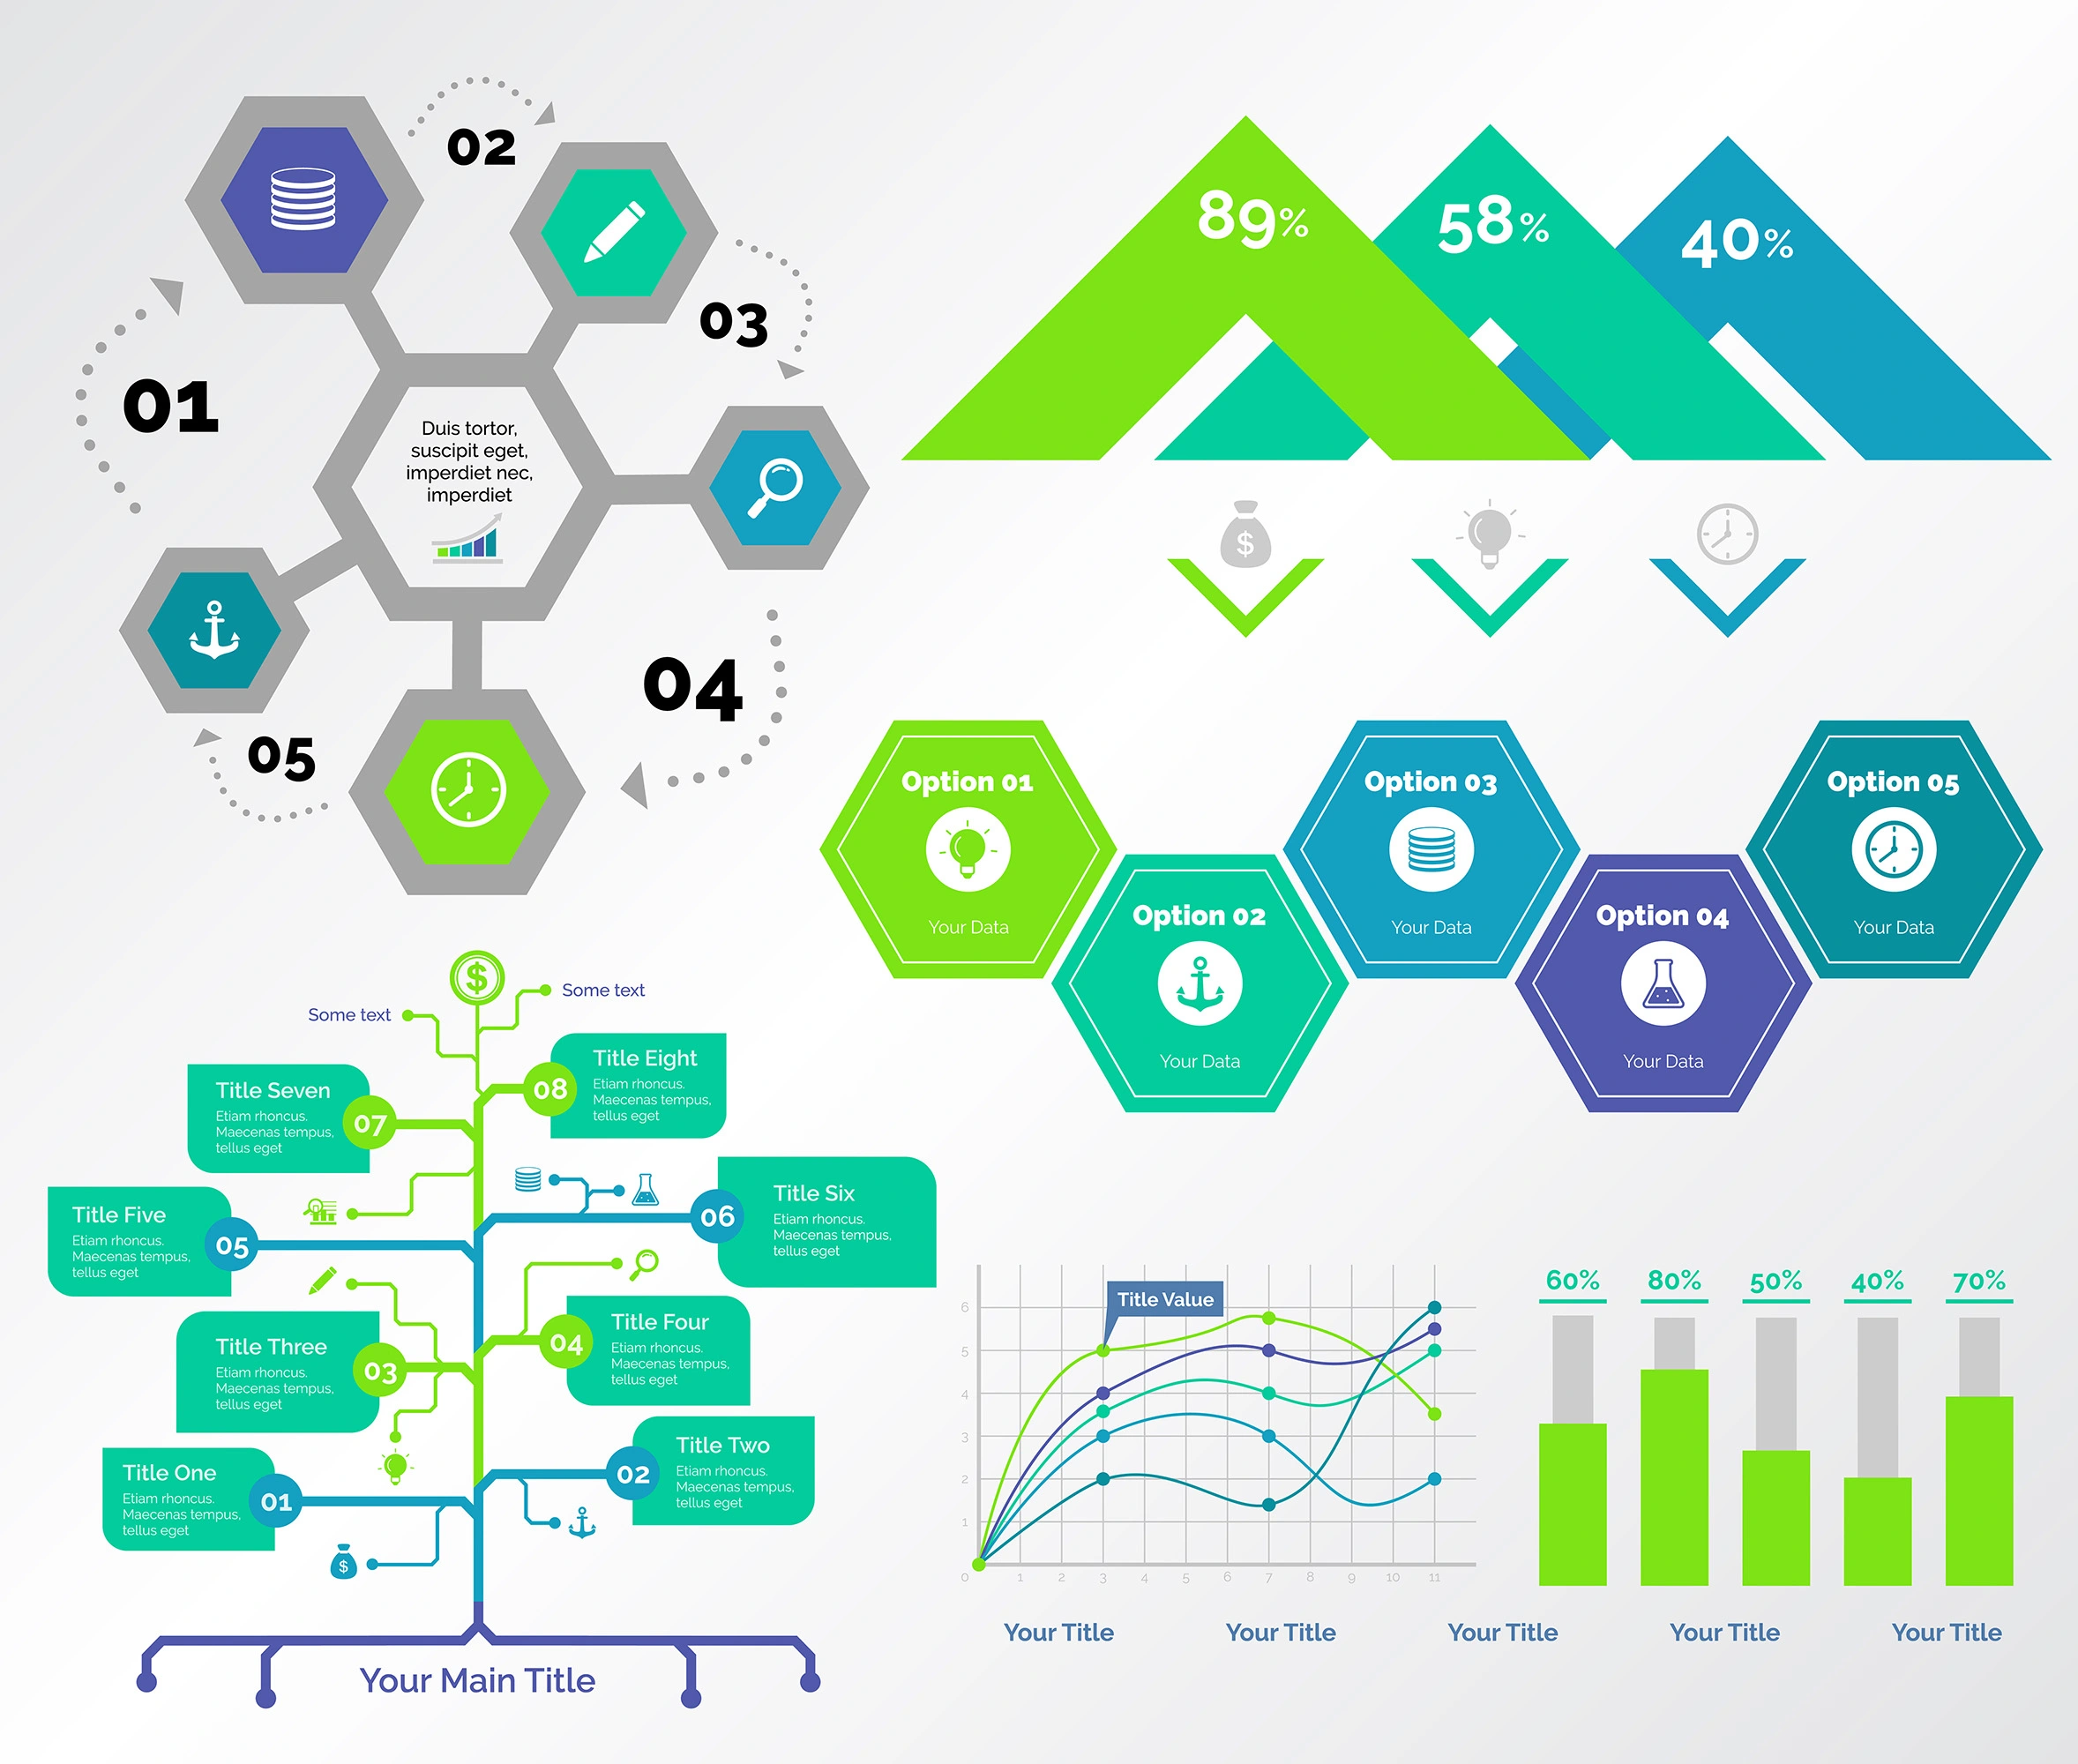 02
03
01
Duis tortor,
suscipit eget,
imperdiet nec,
imperdiet
04
05
89%
58%
40%
$
Option 01
Your Data
Option 02
Your Data
Option 03
Your Data
Option 04
Your Data
Option 05
Your Data
$
Some text
Some text
Title Eight
08
Etiam rhoncus.
Maecenas tempus,
tellus eget
Title Seven
07
Etiam rhoncus.
Maecenas tempus,
tellus eget
Title Six
06
Etiam rhoncus.
Maecenas tempus,
tellus eget
Title Five
05
Etiam rhoncus.
Maecenas tempus,
tellus eget
Title Four
04
Etiam rhoncus.
Maecenas tempus,
tellus eget
Title Three
03
Etiam rhoncus.
Maecenas tempus,
tellus eget
Title Two
02
Etiam rhoncus.
Maecenas tempus,
tellus eget
Title One
01
Etiam rhoncus.
Maecenas tempus,
tellus eget
$
Your Main Title
Title Value
6
5
4
3
2
1
0 1 2 3 4 5 6 7 8 9 10 11
60% 80% 50% 40% 70%
Your Title Your Title Your Title Your Title Your Title